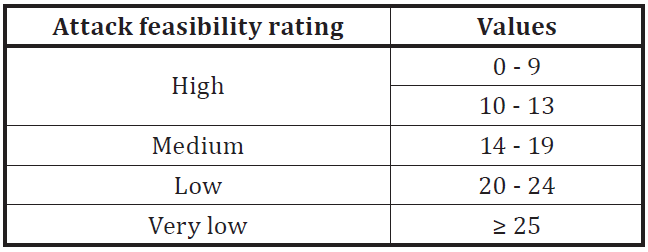 Attack feasibility rating Values
High
0 - 9
10 - 13
Medium 14 - 19
Low 20 - 24
Very low ≥ 25